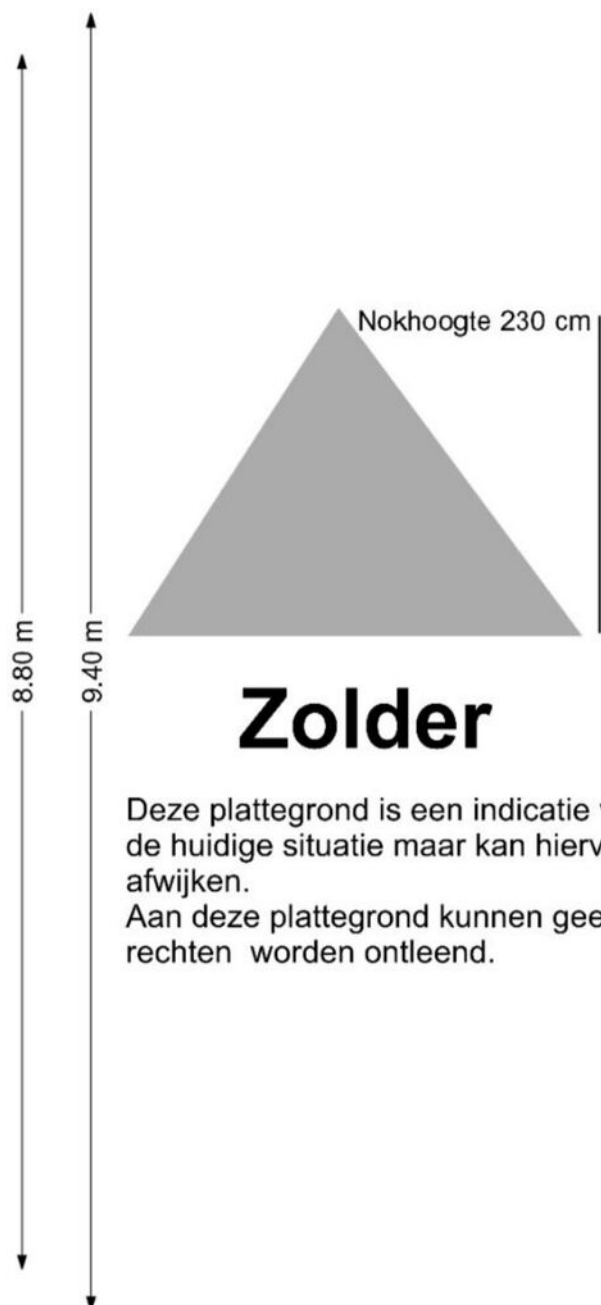 Nokhoogte 230 cm
8.80 m
9.40 m
Zolder
Deze plattegrond is een indicatie
de huidige situatie maar kan
afwijken.
Aan deze plattegrond kunnen
rechten worden ontleend.